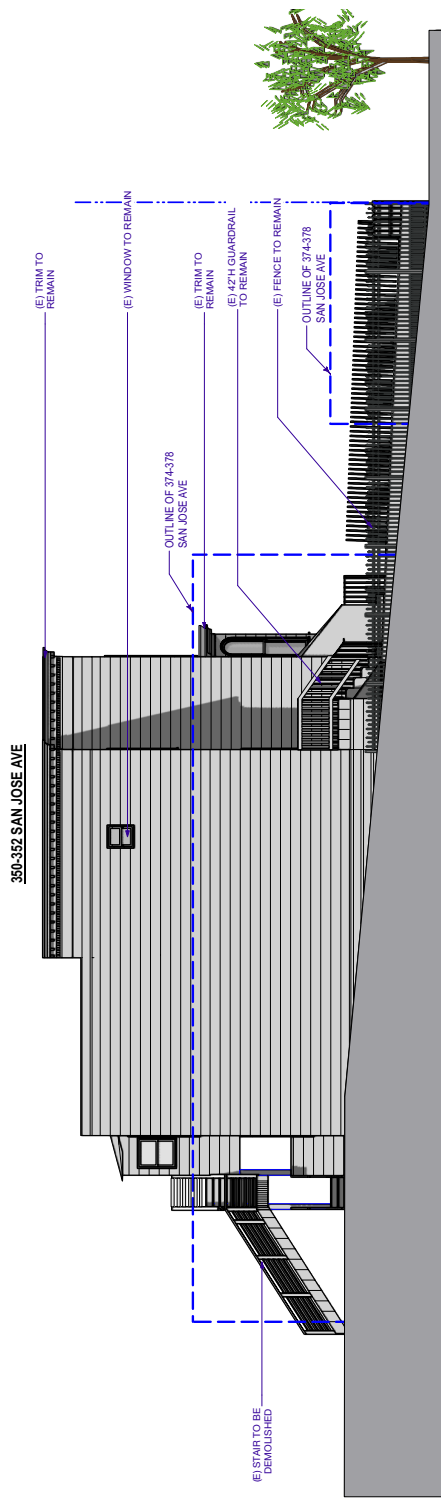 350-352 SAN JOSE AVE
(E) TRIM TO
REMAIN
(E) WINDOW TO REMAIN
(E) TRIM TO
REMAIN
(E) 42"H GUARDRAIL
TO REMAIN
(E) FENCE TO REMAIN
OUTLINE OF 374-378
SAN JOSE AVE
OUTLINE OF 374-378
SAN JOSE AVE
(E) STAIR TO BE
DEMOLISHED